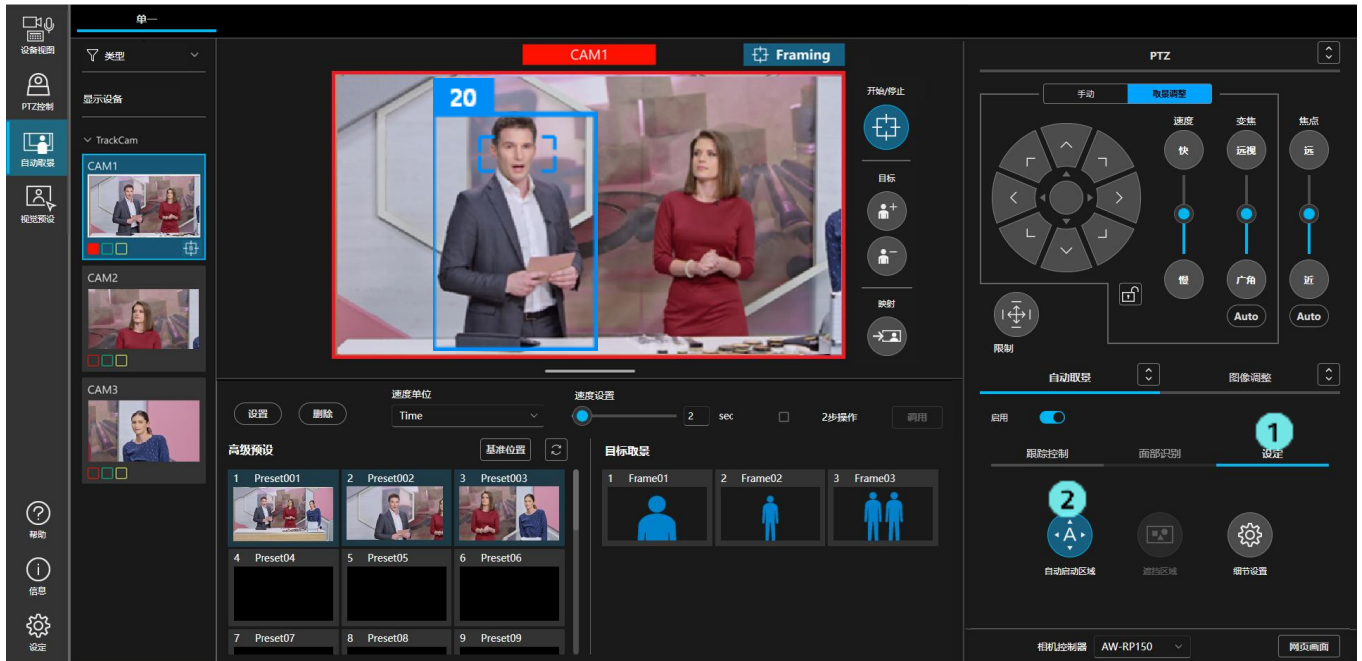 设备视图
PTZ控制
自动取景
视觉预设
帮助
信息
设定
单一
类型
显示设备
TrackCam
CAM1
CAM2
CAM3
CAM1
Framing
20
开始/停止
目标
映射
设置
删除
速度单位
Time
速度设置
2 sec
2步操作
调用
高级预设
基准位置
1 Preset001
2 Preset002
3 Preset003
4 Preset04
5 Preset05
6 Preset06
7 Preset07
8 Preset08
9 Preset09
目标取景
1 Frame01
2 Frame02
3 Frame03
PTZ
手动
取景调整
速度
变焦
焦点
快
远视
远
慢
广角
近
Auto
Auto
限制
自动取景
图像调整
启用
1
跟踪控制
面部识别
设定
2
A
自动启动区域
遮挡区域
细节设置
相机控制器
AW-RP150
网页画面